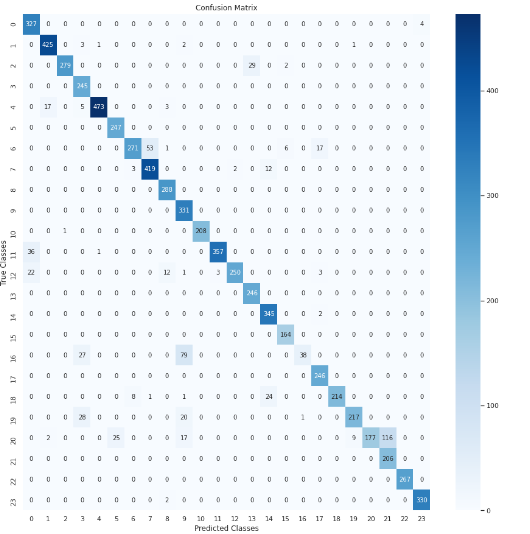 Confusion Matrix
0 327 0 0 0 0 0 0 0 0 0 0 0 0 0 0 0 0 0 0 0 0 0 0 4
1 0 425 0 3 1 0 0 0 0 2 0 0 0 0 0 0 0 0 0 1 0 0 0 0
2 0 0 279 0 0 0 0 0 0 0 0 0 0 29 0 2 0 0 0 0 0 0 0 0
3 0 0 0 245 0 0 0 0 0 0 0 0 0 0 0 0 0 0 0 0 0 0 0 0
4 0 17 0 5 473 0 0 0 3 0 0 0 0 0 0 0 0 0 0 0 0 0 0 0
5 0 0 0 0 0 247 0 0 0 0 0 0 0 0 0 0 0 0 0 0 0 0 0 0
6 0 0 0 0 0 0 271 53 1 0 0 0 0 0 0 6 0 17 0 0 0 0 0 0
7 0 0 0 0 0 0 3 419 0 0 0 0 2 0 12 0 0 0 0 0 0 0 0 0
8 0 0 0 0 0 0 0 0 288 0 0 0 0 0 0 0 0 0 0 0 0 0 0 0
9 0 0 0 0 0 0 0 0 0 331 0 0 0 0 0 0 0 0 0 0 0 0 0 0
10 0 0 1 0 0 0 0 0 0 0 208 0 0 0 0 0 0 0 0 0 0 0 0 0
11 36 0 0 0 1 0 0 0 0 0 0 357 0 0 0 0 0 0 0 0 0 0 0 0
12 22 0 0 0 0 0 0 0 12 1 0 3 250 0 0 0 0 3 0 0 0 0 0 0
13 0 0 0 0 0 0 0 0 0 0 0 0 0 246 0 0 0 0 0 0 0 0 0 0
14 0 0 0 0 0 0 0 0 0 0 0 0 0 0 345 0 0 2 0 0 0 0 0 0
15 0 0 0 0 0 0 0 0 0 0 0 0 0 0 0 164 0 0 0 0 0 0 0 0
16 0 0 0 27 0 0 0 0 0 79 0 0 0 0 0 0 38 0 0 0 0 0 0 0
17 0 0 0 0 0 0 0 0 0 0 0 0 0 0 0 0 0 246 0 0 0 0 0 0
18 0 0 0 0 0 0 8 1 0 1 0 0 0 0 24 0 0 0 214 0 0 0 0 0
19 0 0 0 28 0 0 0 0 0 20 0 0 0 0 0 0 1 0 0 217 0 0 0 0
20 0 2 0 0 0 25 0 0 0 17 0 0 0 0 0 0 0 0 0 9 177 116 0 0
21 0 0 0 0 0 0 0 0 0 0 0 0 0 0 0 0 0 0 0 0 0 206 0 0
22 0 0 0 0 0 0 0 0 0 0 0 0 0 0 0 0 0 0 0 0 0 0 267 0
23 0 0 0 0 0 0 0 0 2 0 0 0 0 0 0 0 0 0 0 0 0 0 0 330
0 1 2 3 4 5 6 7 8 9 10 11 12 13 14 15 16 17 18 19 20 21 22 23
Predicted Classes
True Classes
400
300
200
100
0